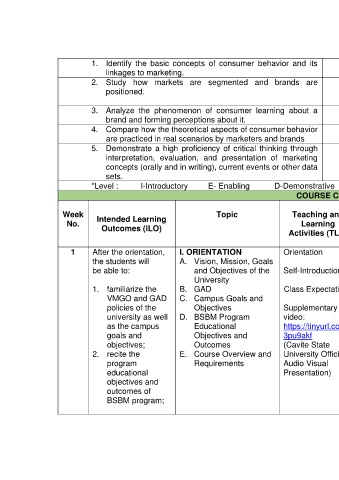 1. Identify the basic concepts of consumer behavior and its
linkages to marketing.
2. Study how markets are segmented and brands are
positioned.
3. Analyze the phenomenon of consumer learning about a
brand and forming perceptions about it.
4. Compare how the theoretical aspects of consumer behavior
are practiced in real scenarios by marketers and brands
5. Demonstrate a high proficiency of critical thinking through
interpretation, evaluation, and presentation of marketing
concepts (orally and in writing), current events or other data
sets.
*Level : I-Introductory E- Enabling D-Demonstrative
COURSE C
Week
No.
Intended Learning
Outcomes (ILO)
Topic
Teaching an
Learning
Activities (TL
1
After the orientation,
the students will
be able to:
1. familiarize the
VMGO and GAD
policies of the
university as well
as the campus
goals and
objectives;
2. recite the
program
educational
objectives and
outcomes of
BSBM program;
I. ORIENTATION
A. Vision, Mission, Goals
and Objectives of the
University
B. GAD
C. Campus Goals and
Objectives
D. BSBM Program
Educational
Objectives and
Outcomes
E. Course Overview and
Requirements
Orientation
Self-Introduction
Class Expectati
Supplementary
video:
https://tinyurl.co
3pu9akf
(Cavite State
University Offici
Audio Visual
Presentation)